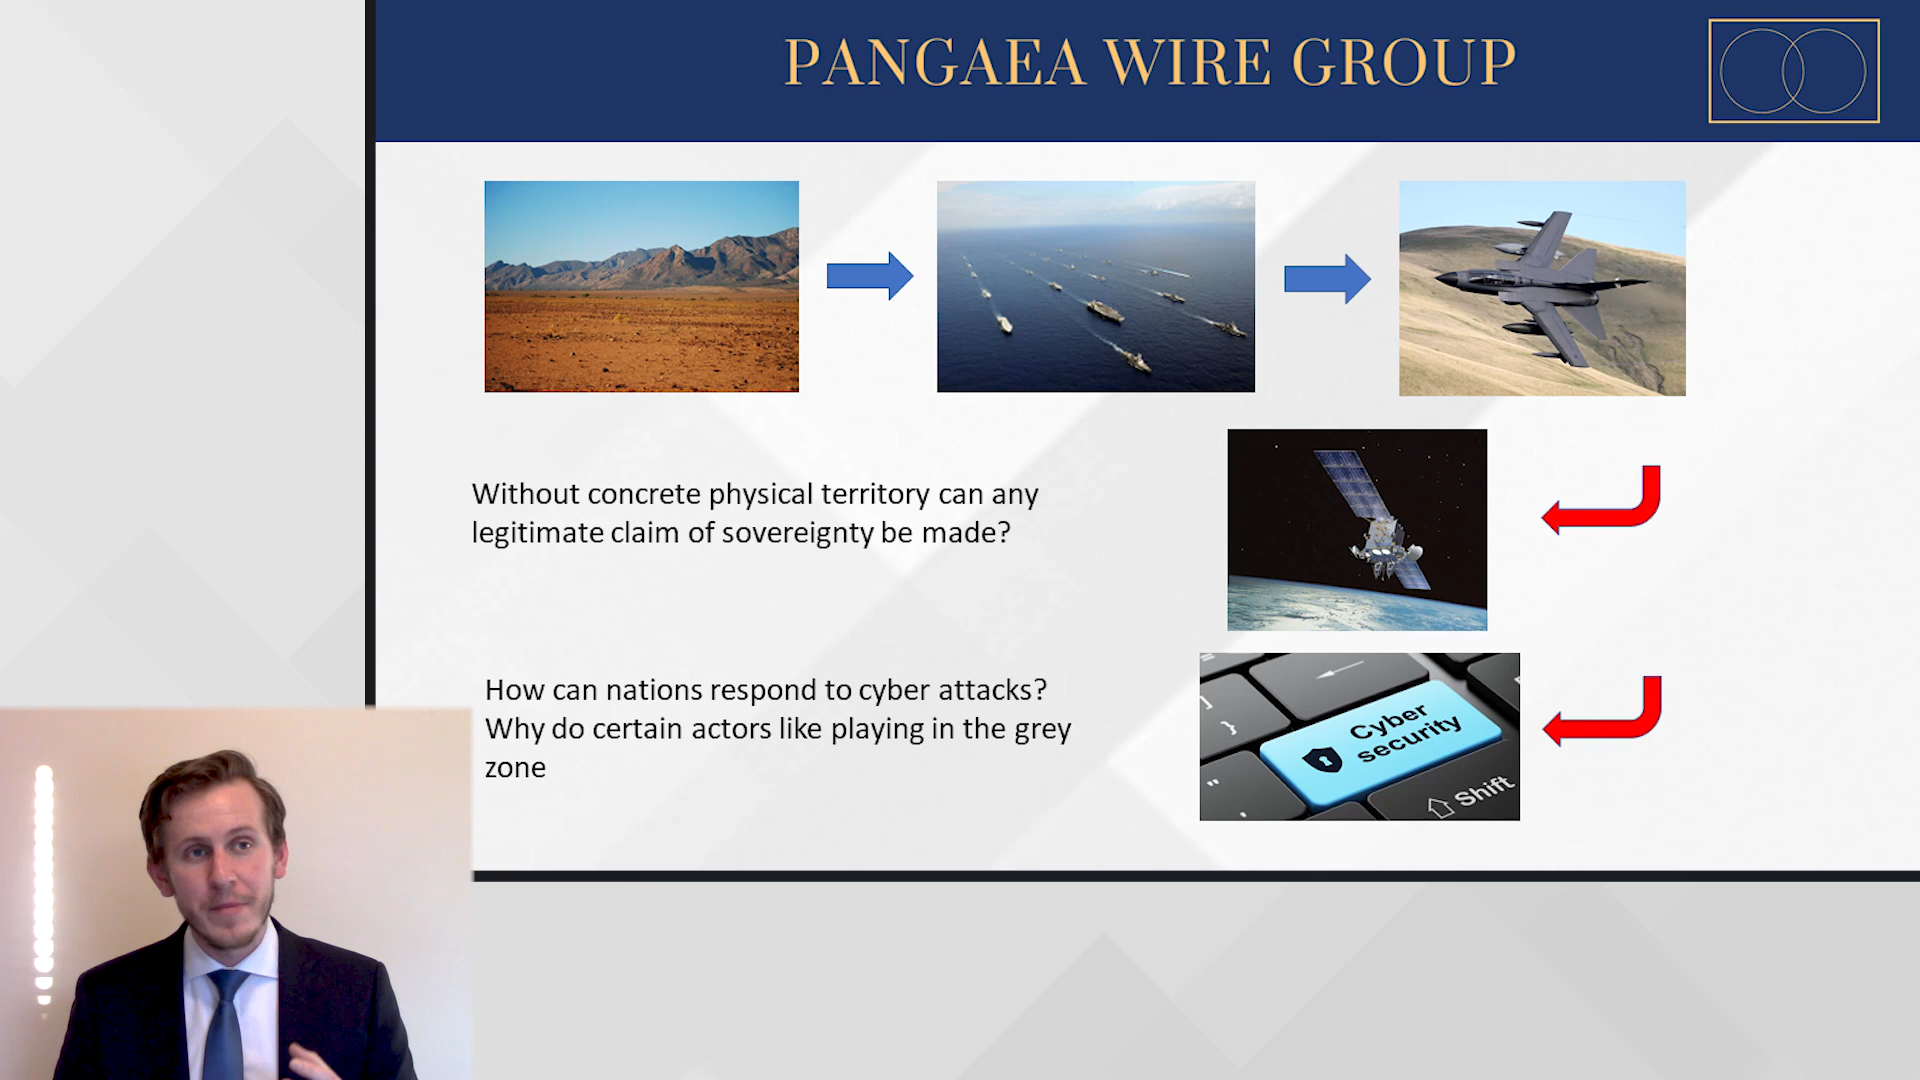 PANGAEA WIRE GROUP
Without concrete physical territory can any
legitimate claim of sovereignty be made?
How can nations respond to cyber attacks?
Why do certain actors like playing in the grey
zone
Cyber
security
Shift